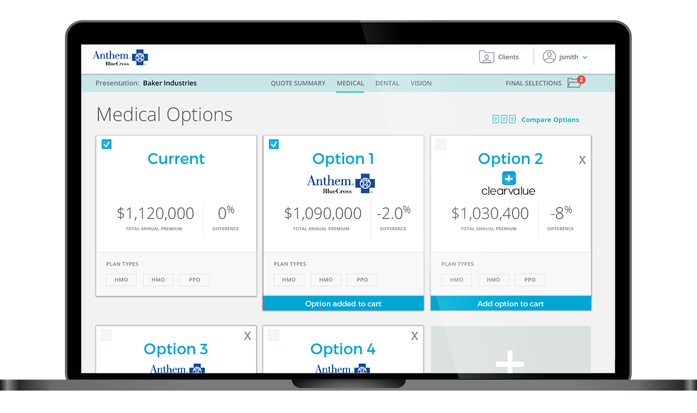 Anthem
BlueCross
Clients
jsmith
Presentation: Baker Industries
QUOTE SUMMARY MEDICAL DENTAL VISION
FINAL SELECTIONS 2
Medical Options
Compare Options
Current
$1,120,000 0%
TOTAL ANNUAL PREMIUM DIFFERENCE
PLAN TYPES
HMO HMO PPO
Option 1
Anthem
BlueCross
$1,090,000 -2.0%
TOTAL ANNUAL PREMIUM DIFFERENCE
PLAN TYPES
HMO HMO PPO
Option added to cart
Option 2 X
clearvalue
$1,030,400 -8%
TOTAL ANNUAL PREMIUM DIFFERENCE
PLAN TYPES
HMO HMO PPO
Add option to cart
X
Option 3
Anthem
X
Option 4
Anthem